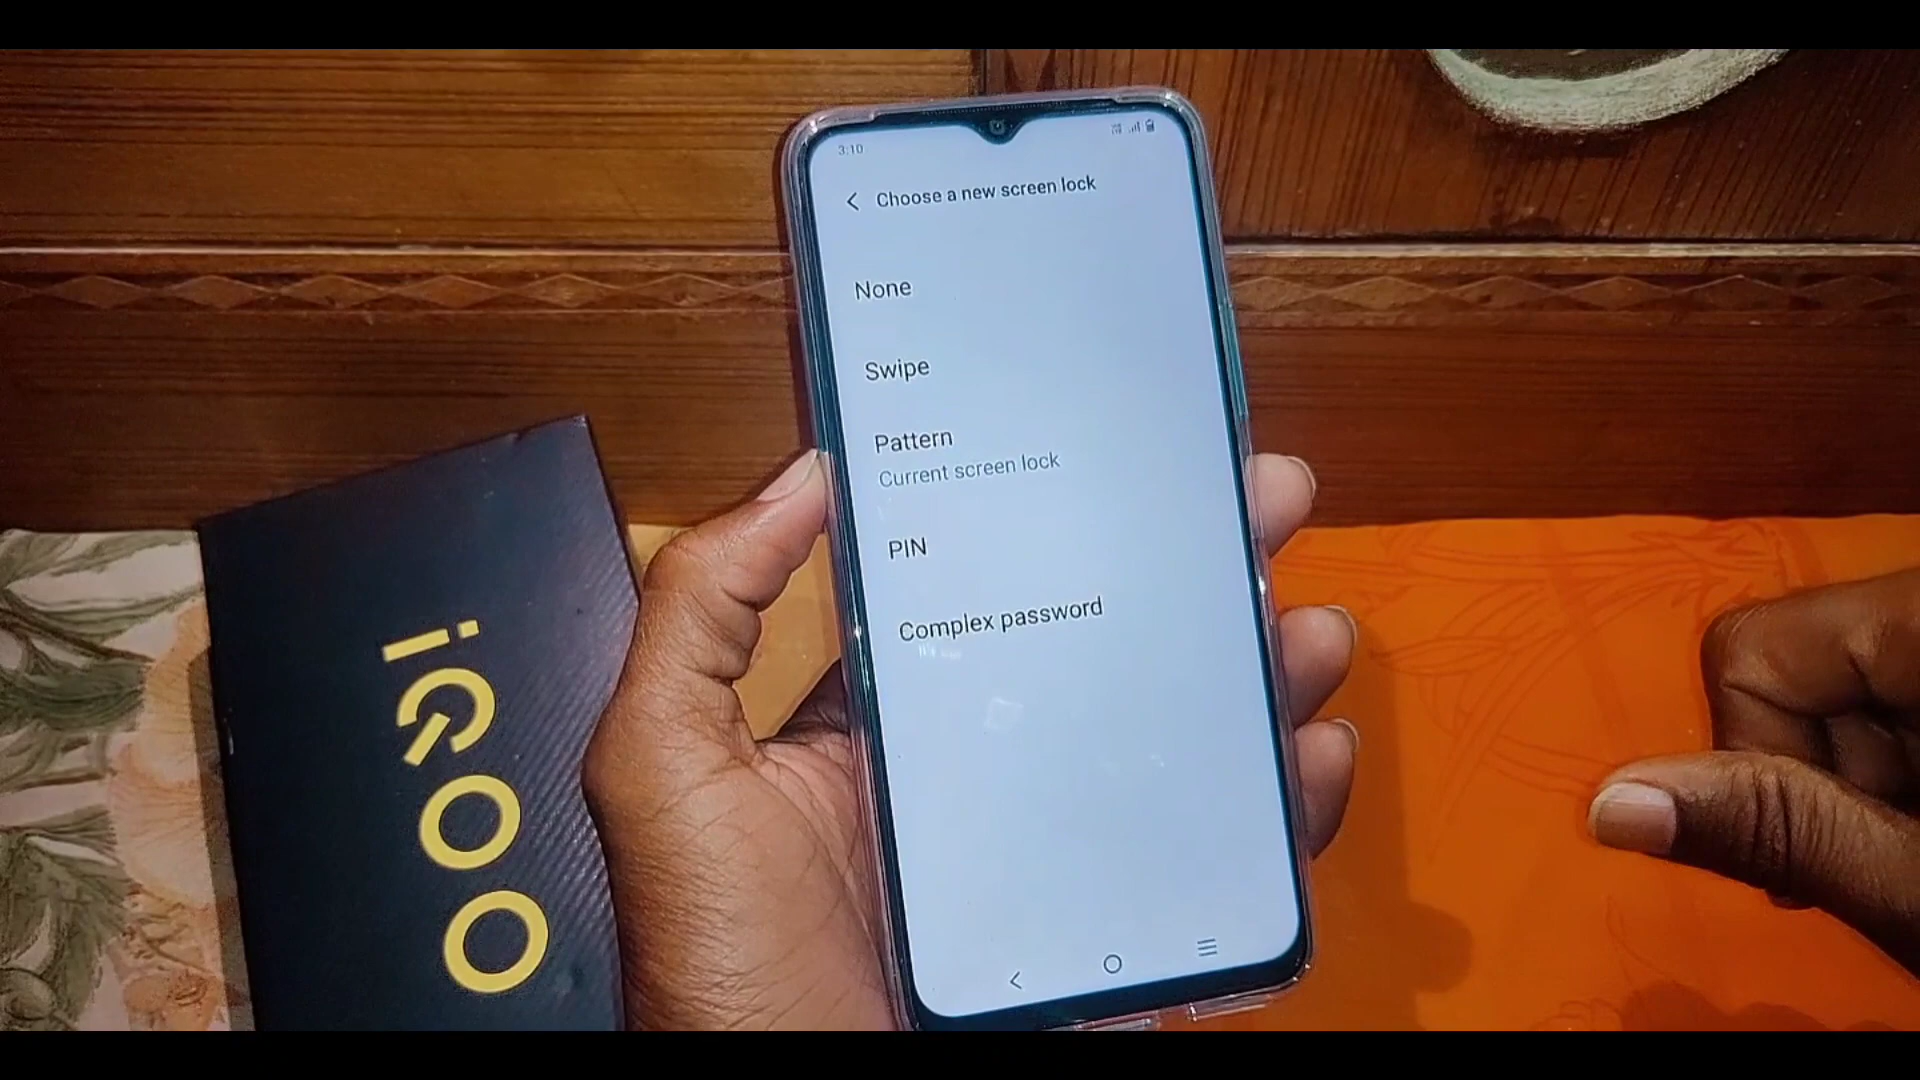 3:10
Choose a new screen lock
None
Swipe
Pattern
Current screen lock
PIN
Complex password
iQOO